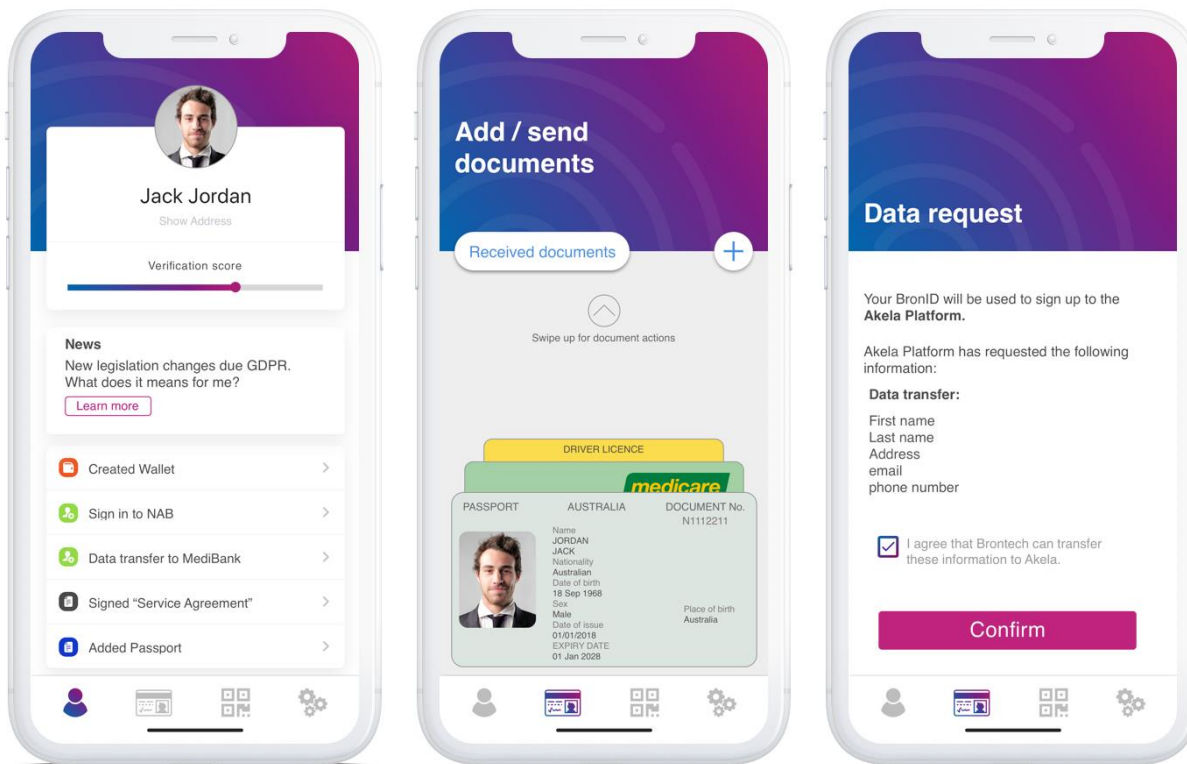 Jack Jordan
Show Address
Verification score
News
New legislation changes due GDPR.
What does it means for me?
Learn more
Created Wallet
Sign in to NAB
Data transfer to MediBank
Signed “Service Agreement”
Added Passport
Add / send
documents
Received documents
Swipe up for document actions
DRIVER LICENCE
medicare
PASSPORT
AUSTRALIA
DOCUMENT No.
N1112211
Name
JORDAN
JACK
Nationality
Australian
Date of birth
18 Sep 1968
Sex
Male
Date of issue
01/01/2018
EXPIRY DATE
01 Jan 2028
Place of birth
Australia
Data request
Your BronID will be used to sign up to the
Akela Platform.
Akela Platform has requested the following
information:
Data transfer:
First name
Last name
Address
email
phone number
I agree that Brontech can transfer
these information to Akela.
Confirm